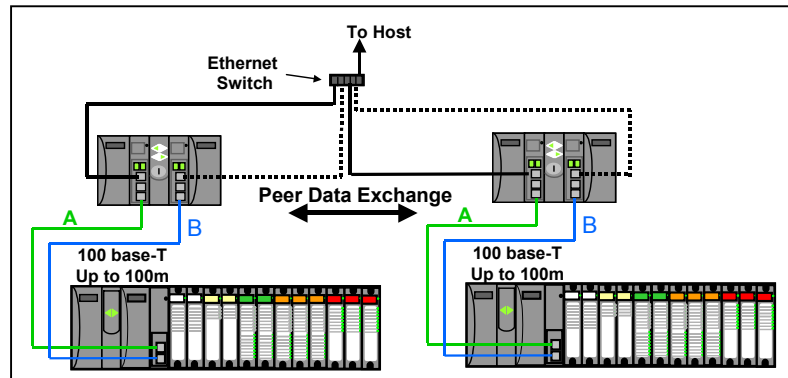 To Host
Ethernet
Switch
Peer Data Exchange
A
B
A
B
100 base-T
Up to 100m
100 base-T
Up to 100m